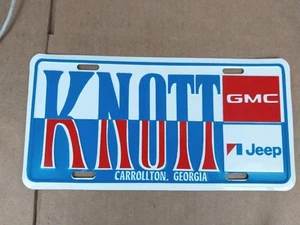 KNOTT
GMC
Jeep
CARROLLTON, GEORGIA